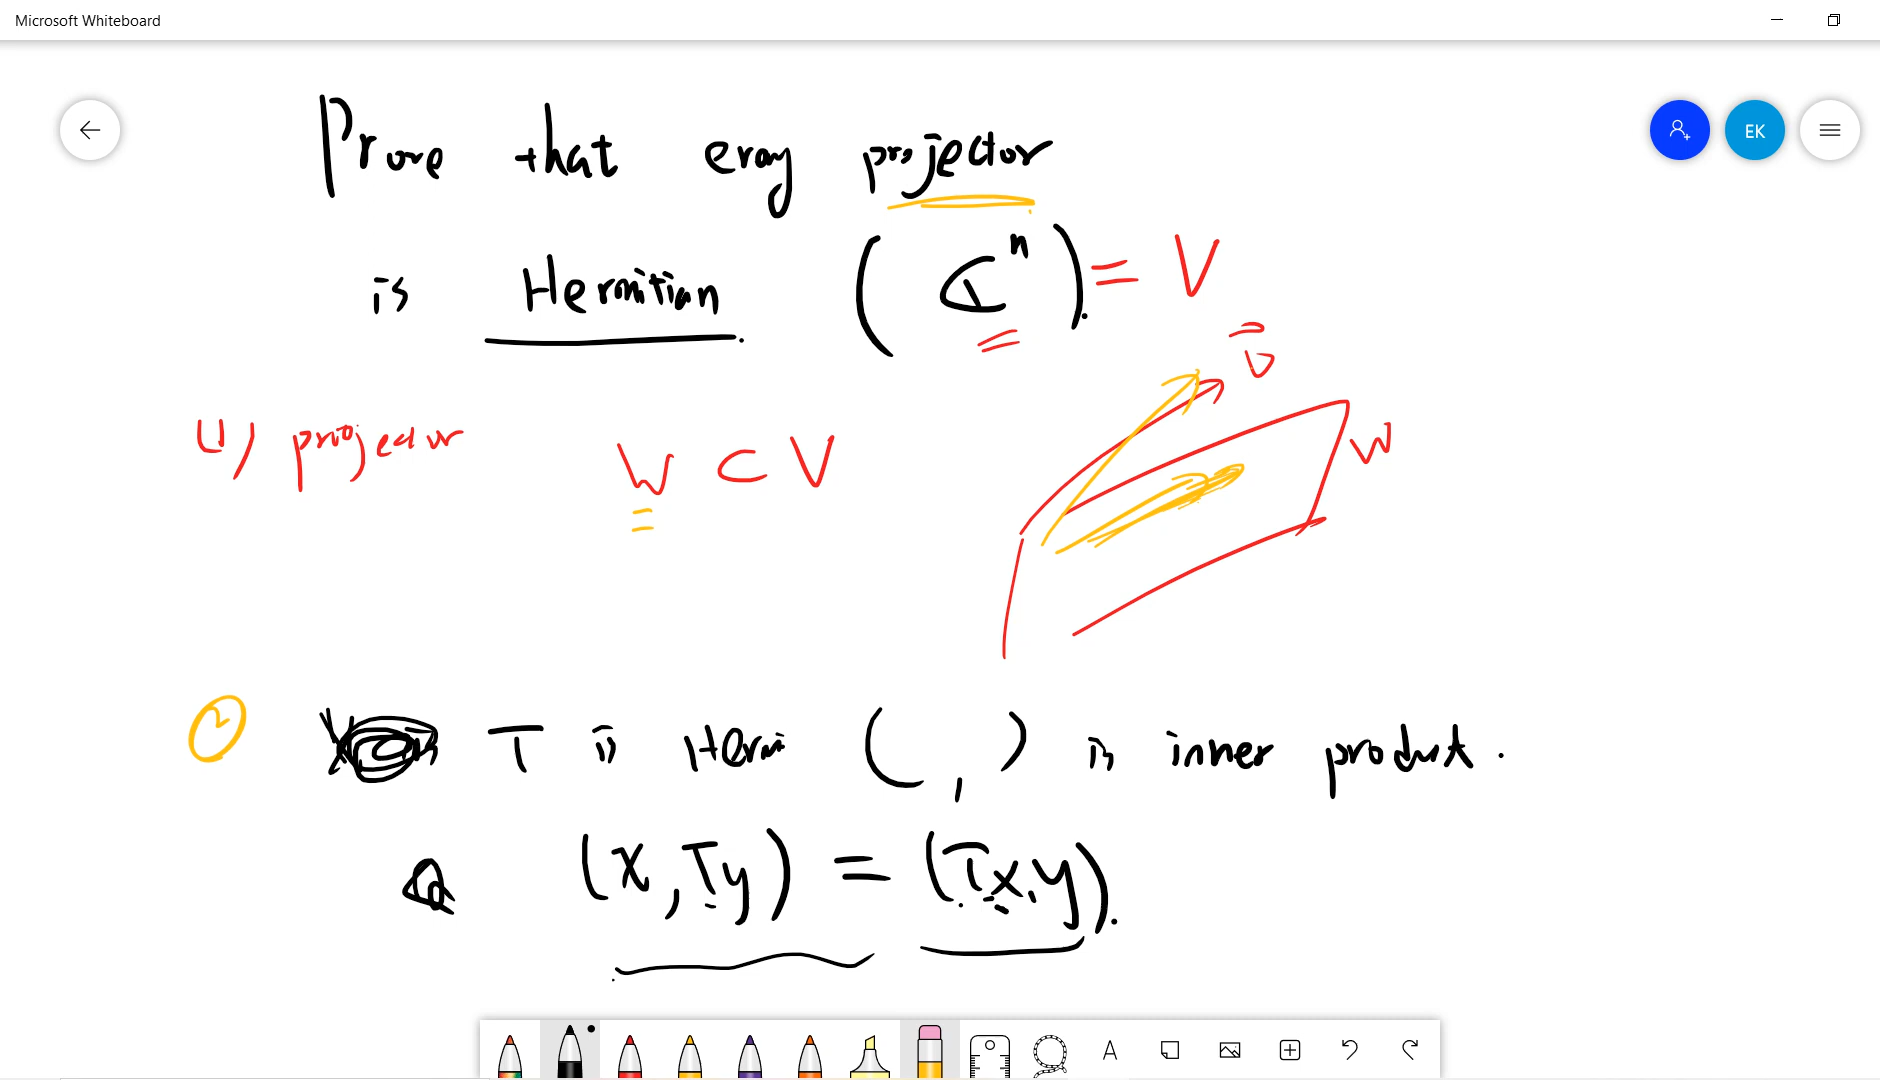 Microsoft Whiteboard
EK
Prove that every projector
is Hermitian ( ℂⁿ ). = V
v̄
(1) projector W ⊂ V
W
② T is Herm ( , ) is inner product.
(x, Ty) = (Tx, y).
A